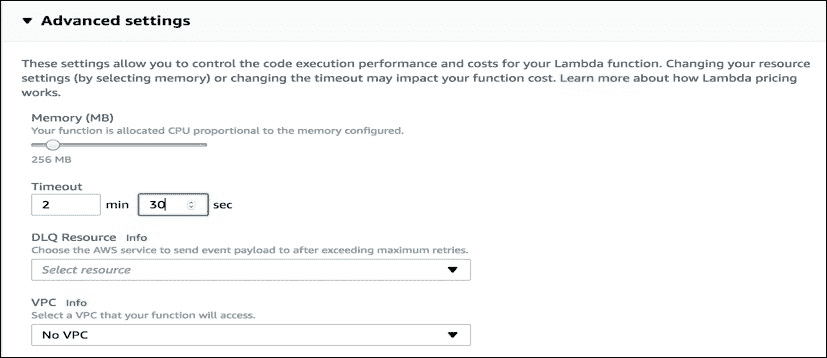 Advanced settings
These settings allow you to control the code execution performance and costs for your Lambda function. Changing your resource
settings (by selecting memory) or changing the timeout may impact your function cost. Learn more about how Lambda pricing
works.
Memory (MB)
Your function is allocated CPU proportional to the memory configured.
256 MB
Timeout
2 min 30 sec
DLQ Resource Info
Choose the AWS service to send event payload to after exceeding maximum retries.
Select resource
VPC Info
Select a VPC that your function will access.
No VPC